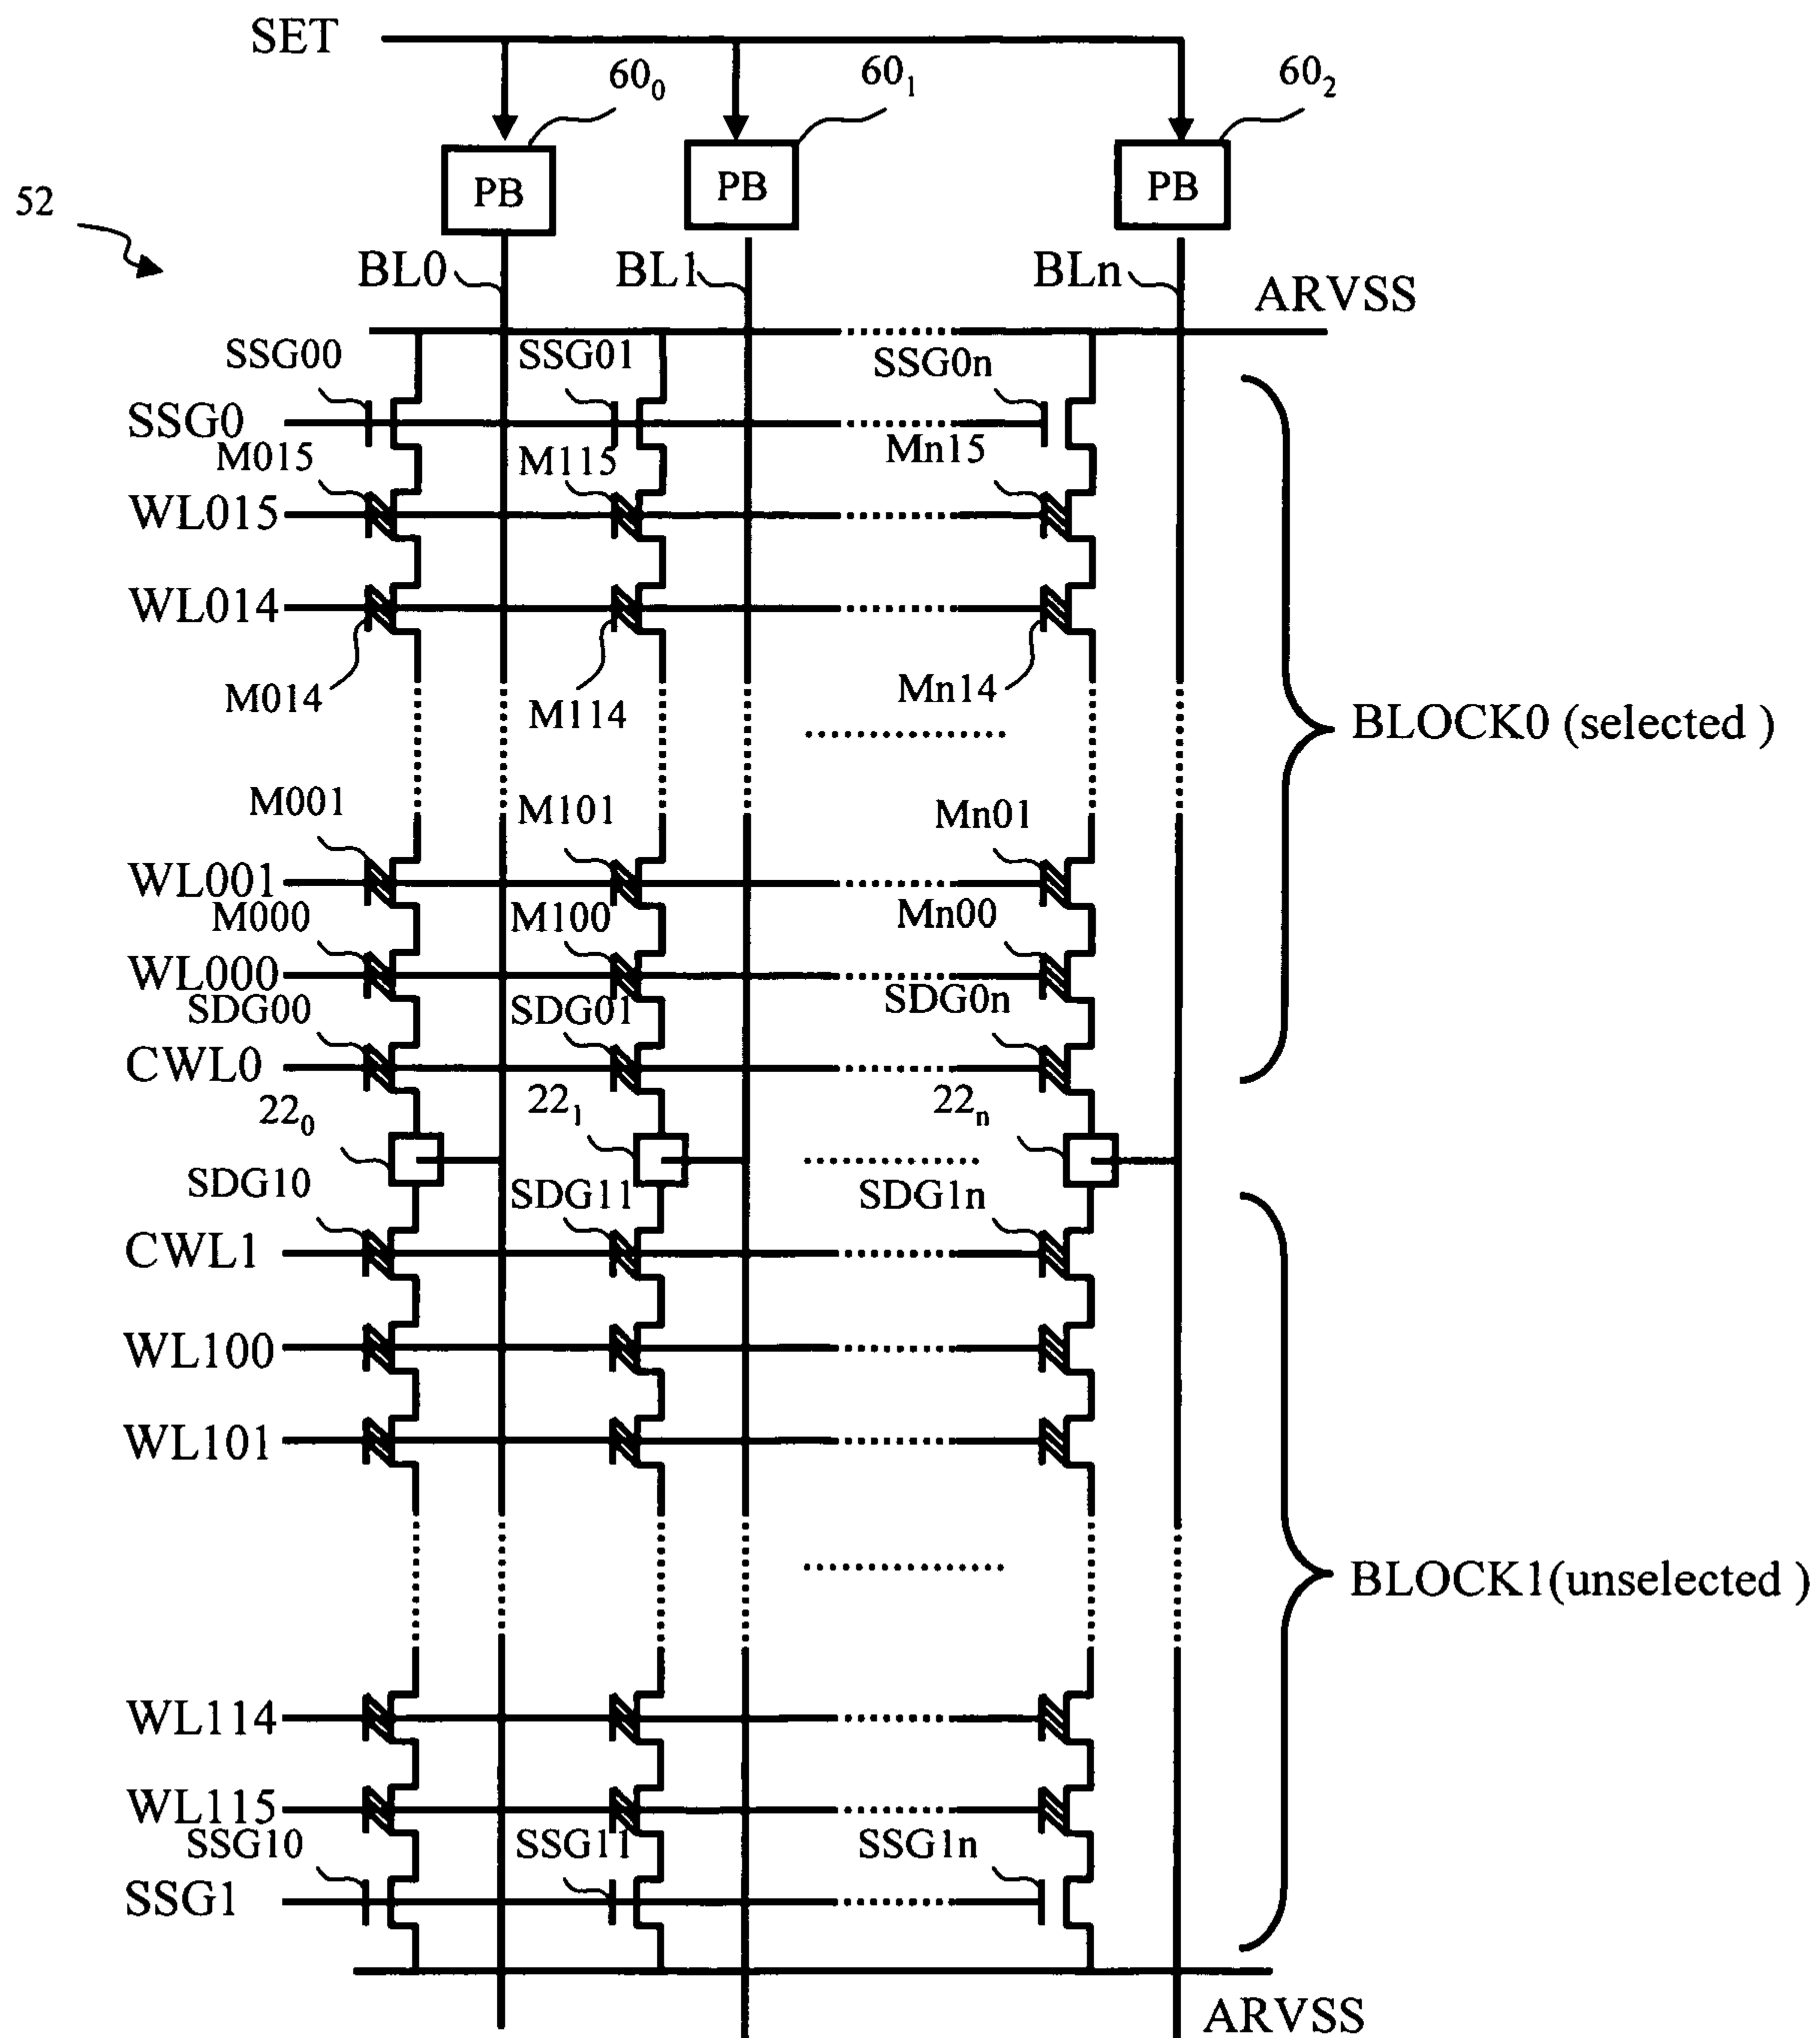 SET
60₀
60₁
60₂
PB
PB
PB
52
BL0
BL1
BLn
ARVSS
SSG00
SSG01
SSG0n
SSG0
M015
M115
Mn15
WL015
WL014
M014
M114
Mn14
BLOCK0 (selected )
M001
M101
Mn01
WL001
M000
M100
Mn00
WL000
SDG00
SDG01
SDG0n
CWL0
22₀
22₁
22ₙ
SDG10
SDG11
SDG1n
CWL1
WL100
WL101
BLOCK1(unselected )
WL114
WL115
SSG10
SSG11
SSG1n
SSG1
ARVSS